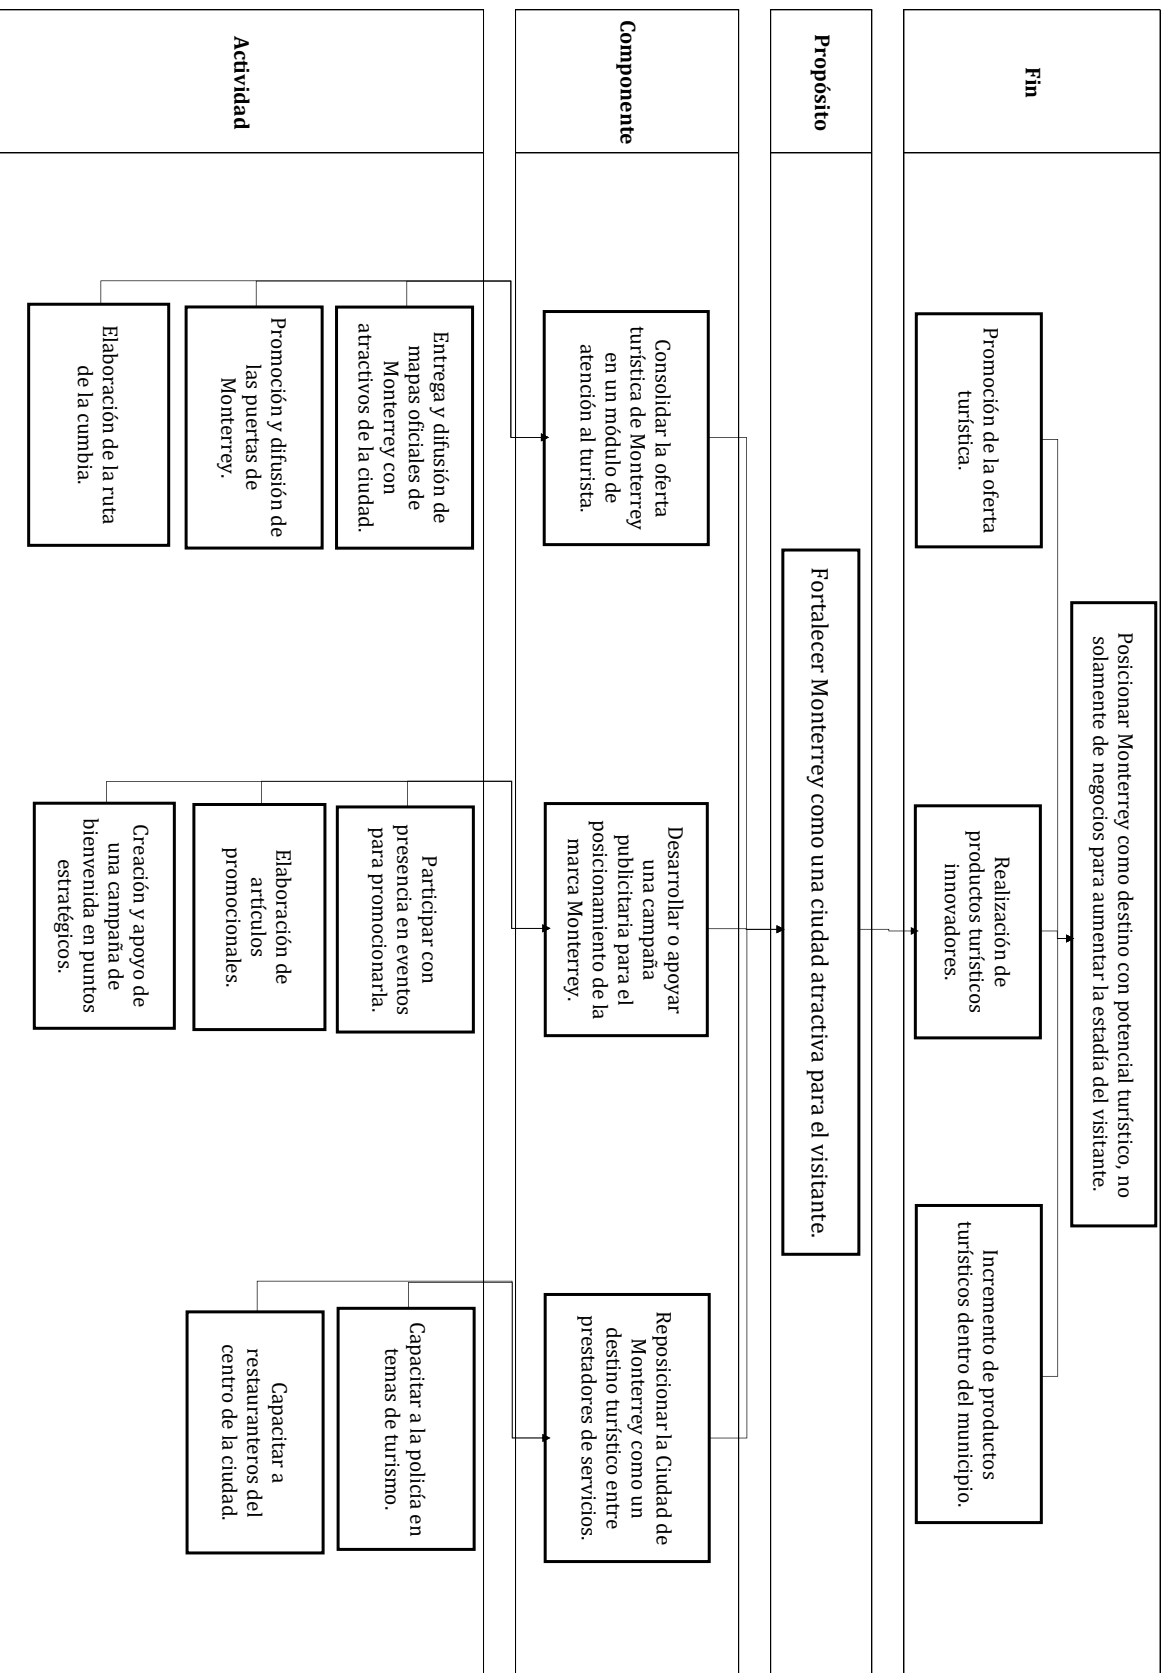 Fin
Posicionar Monterrey como destino con potencial turístico, no
solamente de negocios para aumentar la estadía del visitante.
Promoción de la oferta
turística.
Realización de
productos turísticos
innovadores.
Incremento de productos
turísticos dentro del municipio.
Propósito
Fortalecer Monterrey como una ciudad atractiva para el visitante.
Componente
Consolidar la oferta
turística de Monterrey
en un módulo de
atención al turista.
Desarrollar o apoyar
una campaña
publicitaria para el
posicionamiento de la
marca Monterrey.
Reposicionar la Ciudad de
Monterrey como un
destino turístico entre
prestadores de servicios.
Actividad
Entrega y difusión de
mapas oficiales de
Monterrey con
atractivos de la ciudad.
Participar con
presencia en eventos
para promocionarla.
Capacitar a la policía en
temas de turismo.
Promoción y difusión de
las puertas de
Monterrey.
Elaboración de
artículos
promocionales.
Capacitar a
restauranteros del
centro de la ciudad.
Elaboración de la ruta
de la cumbia.
Creación y apoyo de
una campaña de
bienvenida en puntos
estratégicos.